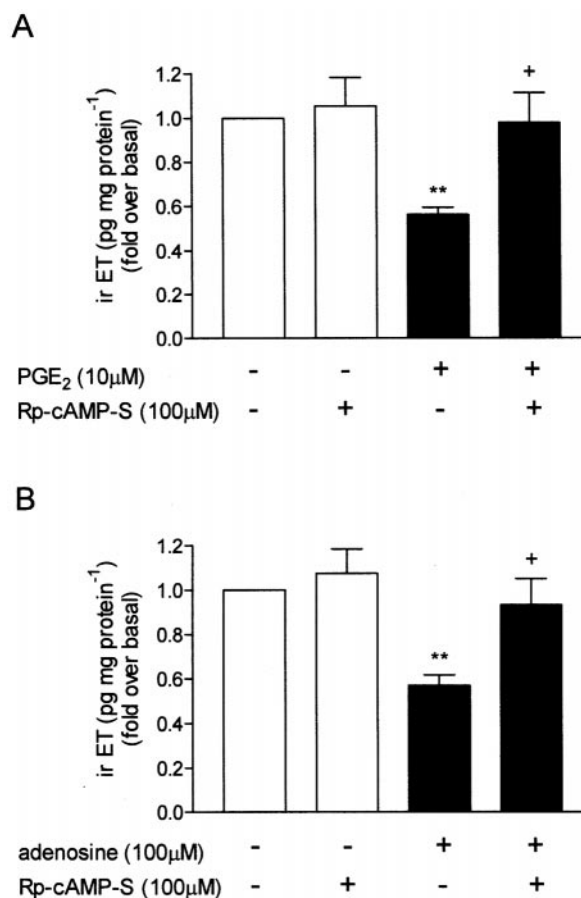 A
ir ET (pg mg protein⁻¹)
(fold over basal)
1.2
1.0
0.8
0.6
0.4
0.2
0.0
**
+
PGE₂ (10µM) - - + +
Rp-cAMP-S (100µM) - + - +
B
ir ET (pg mg protein⁻¹)
(fold over basal)
1.2
1.0
0.8
0.6
0.4
0.2
0.0
**
+
adenosine (100µM) - - + +
Rp-cAMP-S (100µM) - + - +